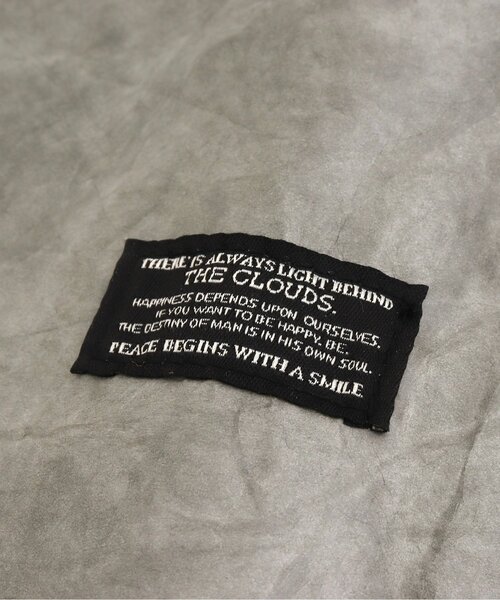 THERE IS ALWAYS LIGHT BEHIND
THE CLOUDS.
HAPPINESS DEPENDS UPON OURSELVES.
IF YOU WANT TO BE HAPPY, BE.
THE DESTINY OF MAN IS IN HIS OWN SOUL.
PEACE BEGINS WITH A SMILE